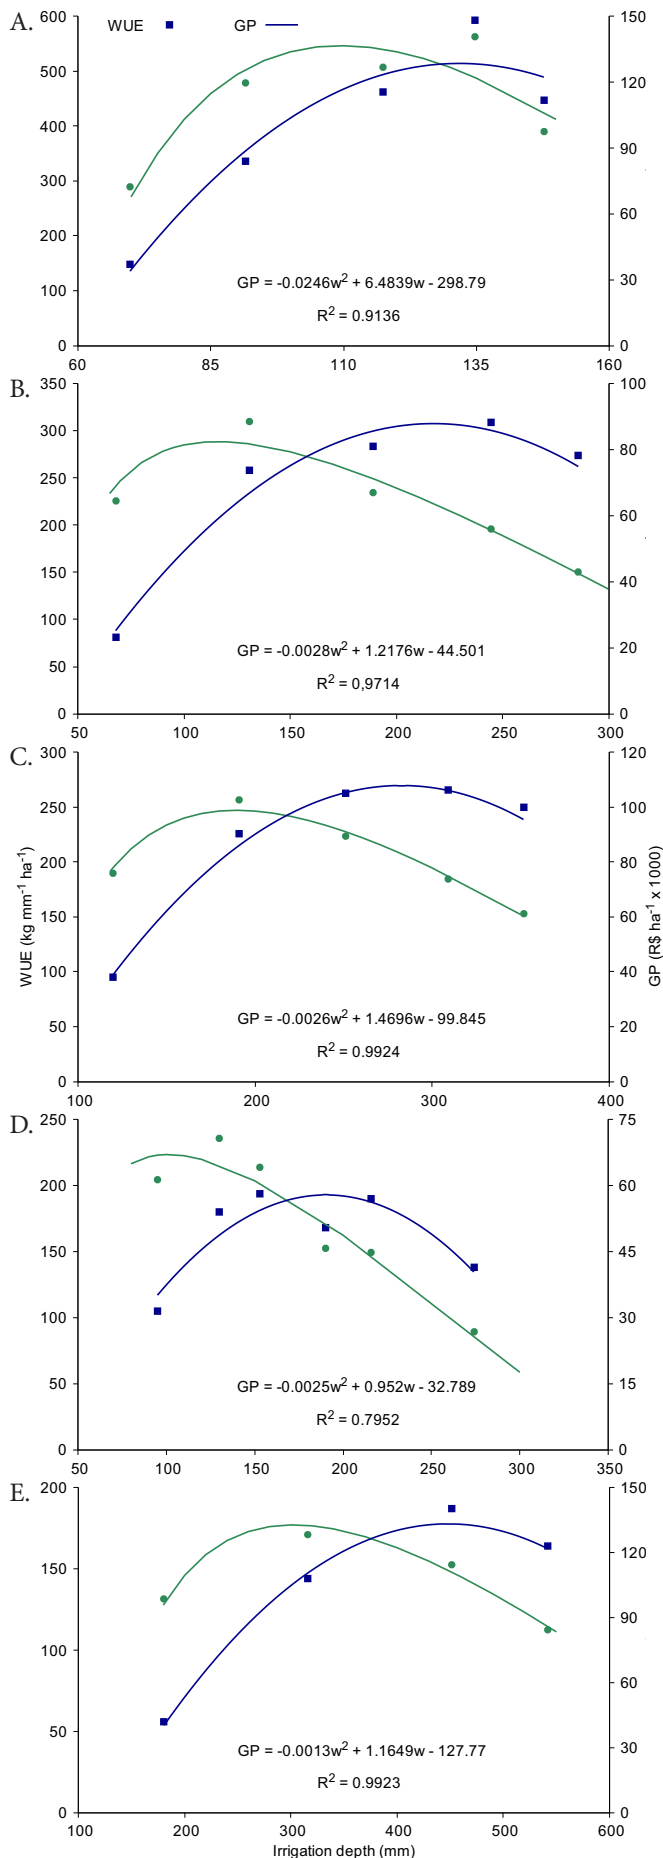 A.
WUE GP
600
500
400
300
200
100
0
150
120
90
60
30
0
60 85 110 135 160
GP = -0.0246w² + 6.4839w - 298.79
R² = 0.9136
B.
350
300
250
200
150
100
50
0
100
80
60
40
20
0
50 100 150 200 250 300
GP = -0.0028w² + 1.2176w - 44.501
R² = 0,9714
C.
300
250
200
150
100
50
0
WUE (kg mm⁻¹ ha⁻¹)
120
100
80
60
40
20
0
GP (R$ ha⁻¹ x 1000)
100 200 300 400
GP = -0.0026w² + 1.4696w - 99.845
R² = 0.9924
D.
250
200
150
100
50
0
75
60
45
30
15
0
50 100 150 200 250 300 350
GP = -0.0025w² + 0.952w - 32.789
R² = 0.7952
E.
200
150
100
50
0
150
120
90
60
30
0
100 200 300 400 500 600
GP = -0.0013w² + 1.1649w - 127.77
R² = 0.9923
Irrigation depth (mm)